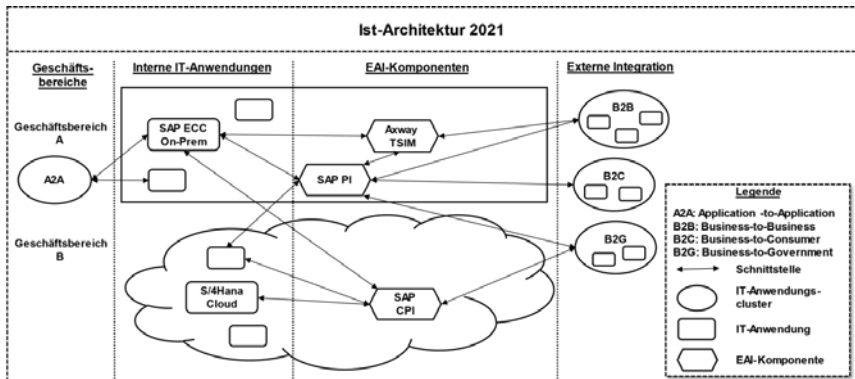 Ist-Architektur 2021
Geschäfts-
bereiche
Interne IT-Anwendungen
EAI-Komponenten
Externe Integration
Geschäftsbereich
A
SAP ECC
On-Prem
Axway
TSIM
B2B
A2A
SAP PI
B2C
Geschäftsbereich
B
B2G
S/4Hana
Cloud
SAP
CPI
Legende
A2A: Application -to-Application
B2B: Business-to-Business
B2C: Business-to-Consumer
B2G: Business-to-Government
Schnittstelle
IT-Anwendungs-
cluster
IT-Anwendung
EAI-Komponente